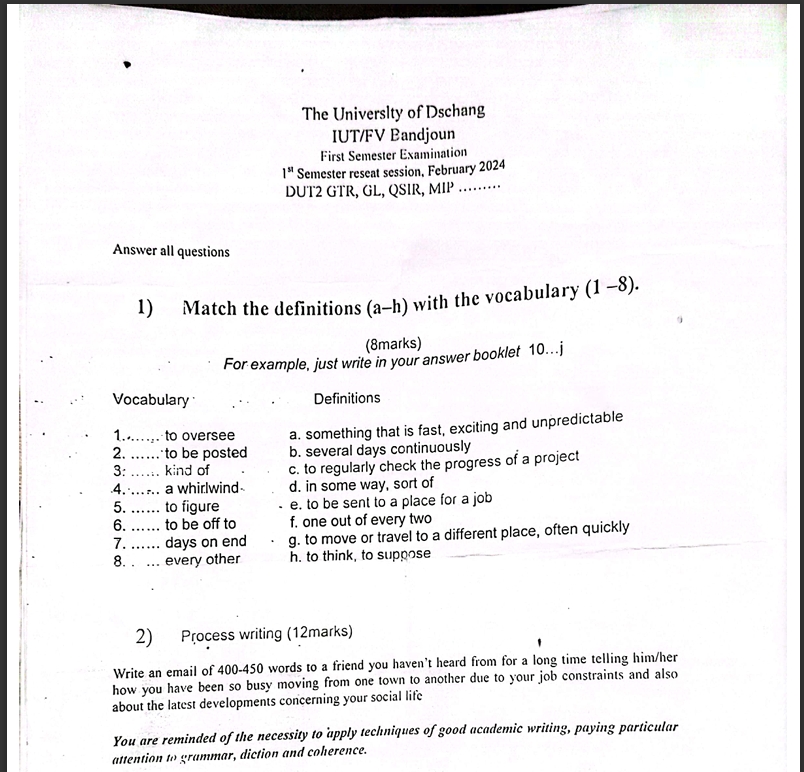 The University of Dschang
IUT/FV Bandjoun
First Semester Examination
1st Semester reseat session, February 2024
DUT2 GTR, GL, QSIR, MIP .........
Answer all questions
1) Match the definitions (a–h) with the vocabulary (1 –8).
(8marks)
For example, just write in your answer booklet 10...j
Vocabulary Definitions
1........ to oversee a. something that is fast, exciting and unpredictable
2. ...... to be posted b. several days continuously
3: ...... kind of c. to regularly check the progress of a project
4. ...... a whirlwind d. in some way, sort of
5. ...... to figure e. to be sent to a place for a job
6. ...... to be off to f. one out of every two
7. ...... days on end g. to move or travel to a different place, often quickly
8. . ... every other h. to think, to suppose
2) Process writing (12marks)
Write an email of 400-450 words to a friend you haven't heard from for a long time telling him/her
how you have been so busy moving from one town to another due to your job constraints and also
about the latest developments concerning your social life
You are reminded of the necessity to apply techniques of good academic writing, paying particular
attention to grammar, diction and coherence.